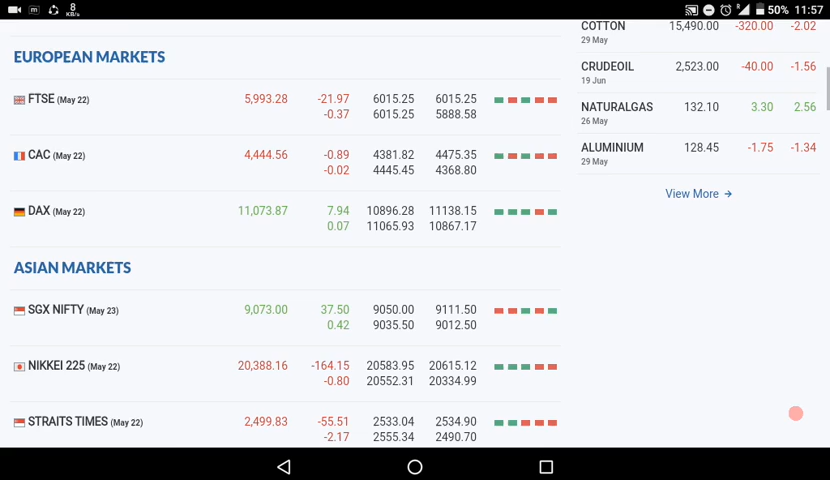 8 KB/s 50% 11:57
EUROPEAN MARKETS
FTSE (May 22) 5,993.28 -21.97 6015.25 6015.25
-0.37 6015.25 5888.58
CAC (May 22) 4,444.56 -0.89 4381.82 4475.35
-0.02 4445.45 4368.80
DAX (May 22) 11,073.87 7.94 10896.28 11138.15
0.07 11065.93 10867.17
ASIAN MARKETS
SGX NIFTY (May 23) 9,073.00 37.50 9050.00 9111.50
0.42 9035.50 9012.50
NIKKEI 225 (May 22) 20,388.16 -164.15 20583.95 20615.12
-0.80 20552.31 20334.99
STRAITS TIMES (May 22) 2,499.83 -55.51 2533.04 2534.90
-2.17 2555.34 2490.70
COTTON 15,490.00 -320.00 -2.02
29 May
CRUDEOIL 2,523.00 -40.00 -1.56
19 Jun
NATURALGAS 132.10 3.30 2.56
26 May
ALUMINIUM 128.45 -1.75 -1.34
29 May
View More →